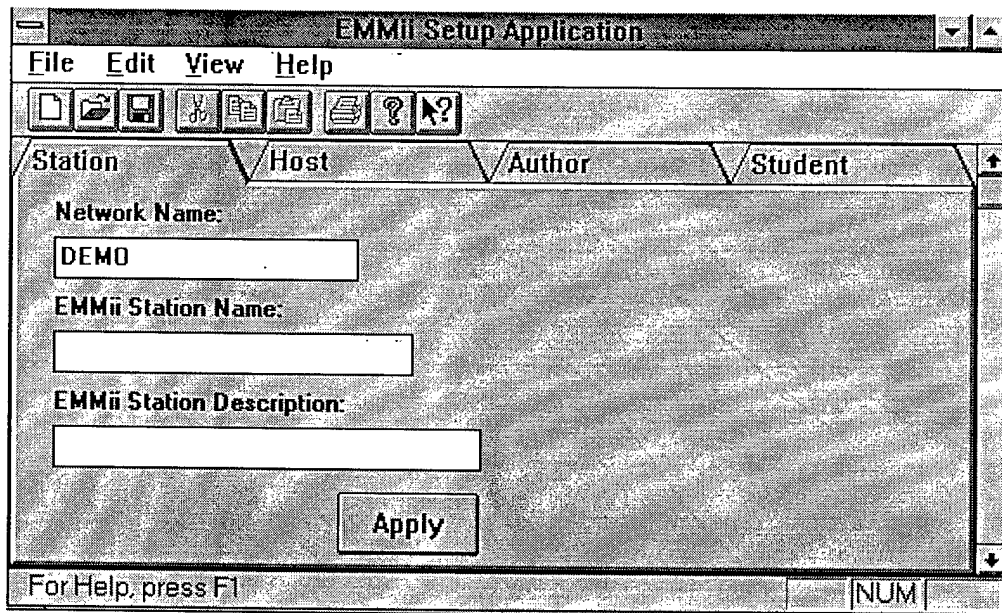 EMMii Setup Application
File Edit View Help
Station Host Author Student
Network Name:
DEMO
EMMii Station Name:
EMMii Station Description:
Apply
For Help, press F1 NUM